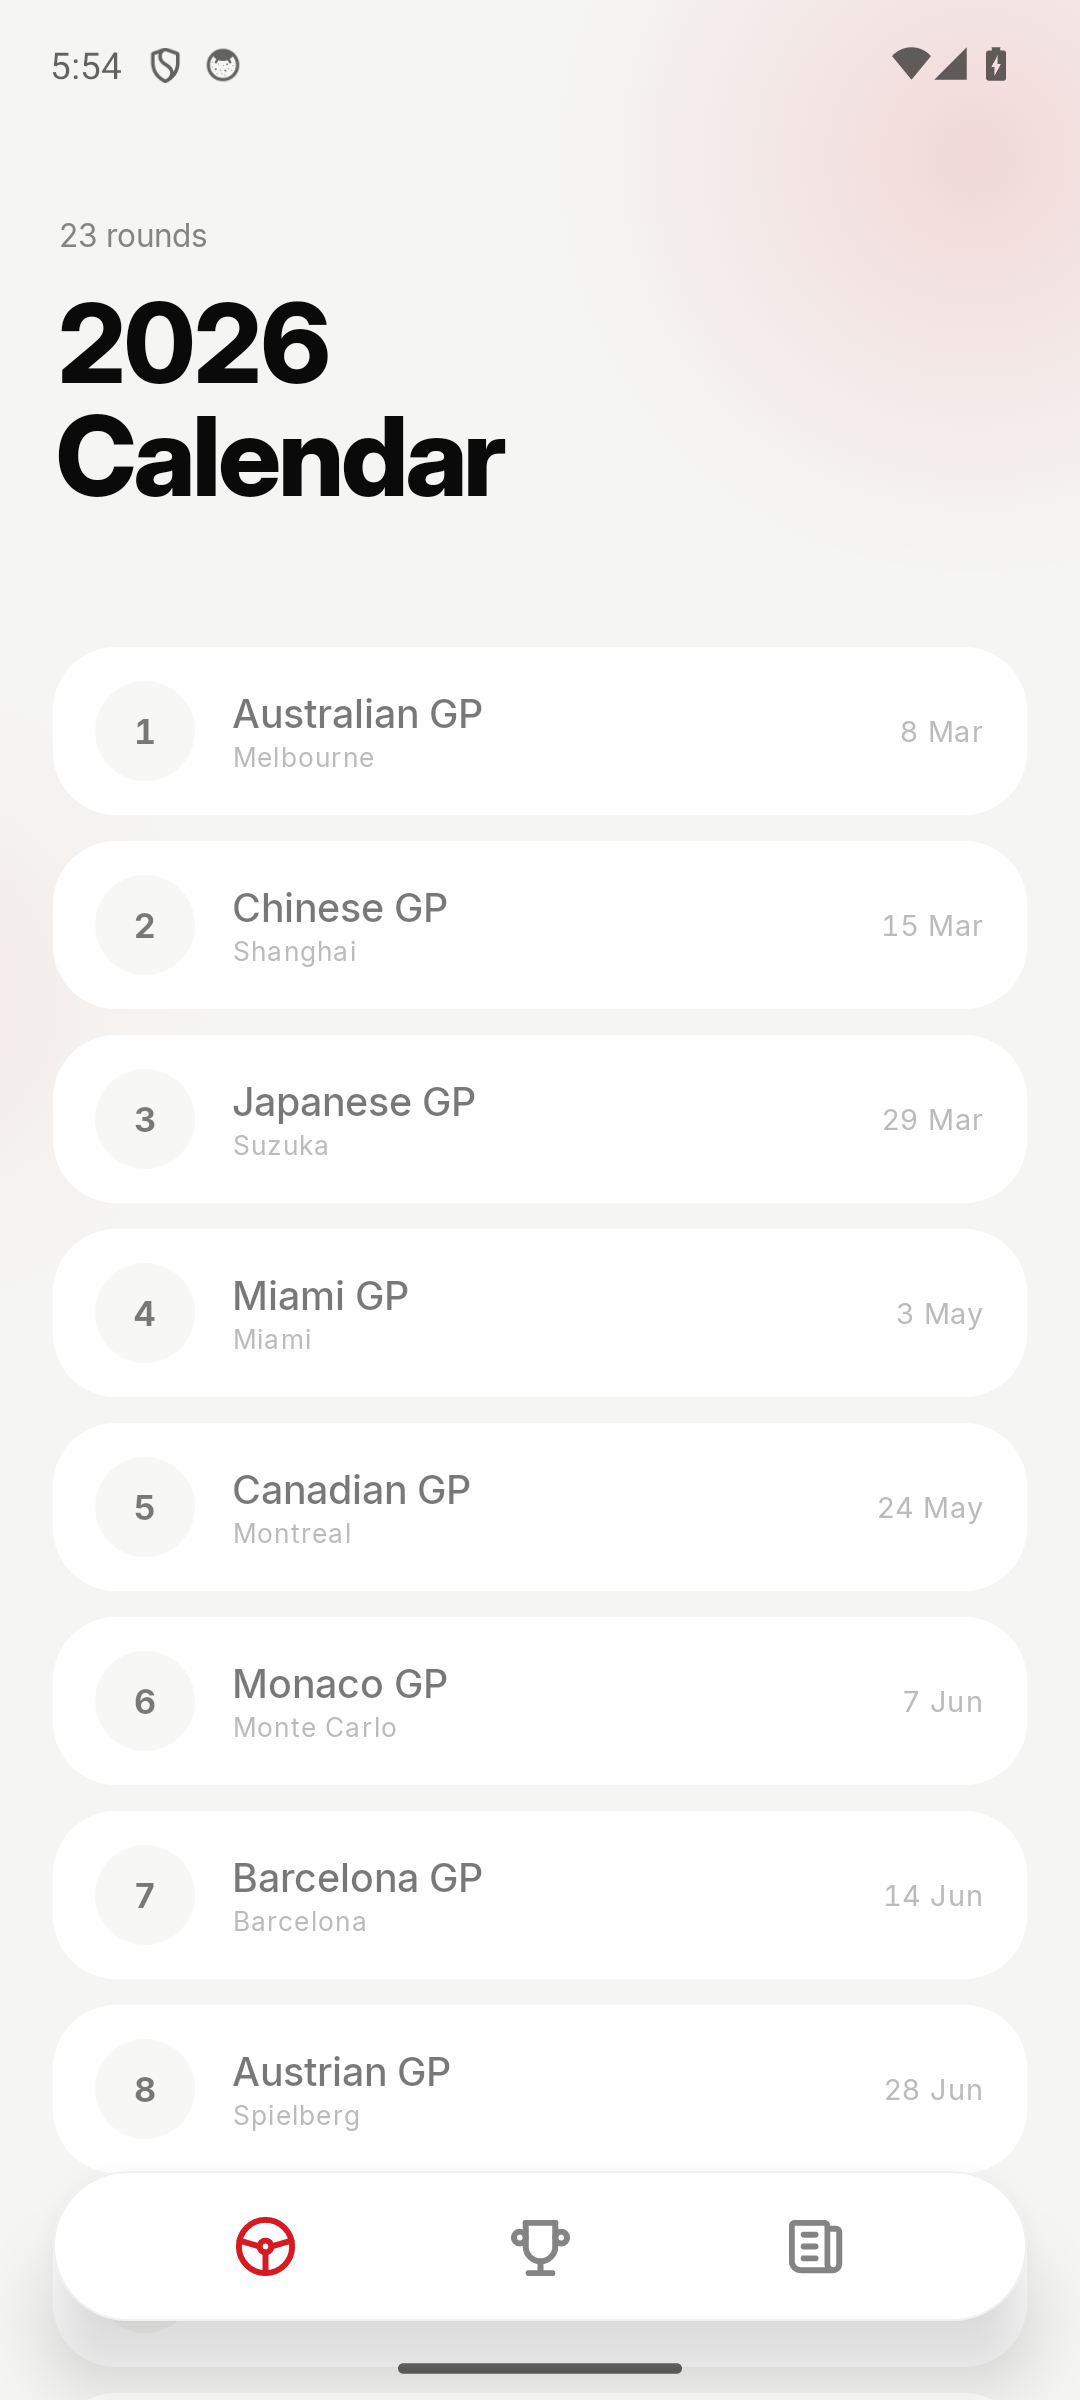 5:54
23 rounds
2026
Calendar
1
Australian GP
Melbourne
8 Mar
2
Chinese GP
Shanghai
15 Mar
3
Japanese GP
Suzuka
29 Mar
4
Miami GP
Miami
3 May
5
Canadian GP
Montreal
24 May
6
Monaco GP
Monte Carlo
7 Jun
7
Barcelona GP
Barcelona
14 Jun
8
Austrian GP
Spielberg
28 Jun